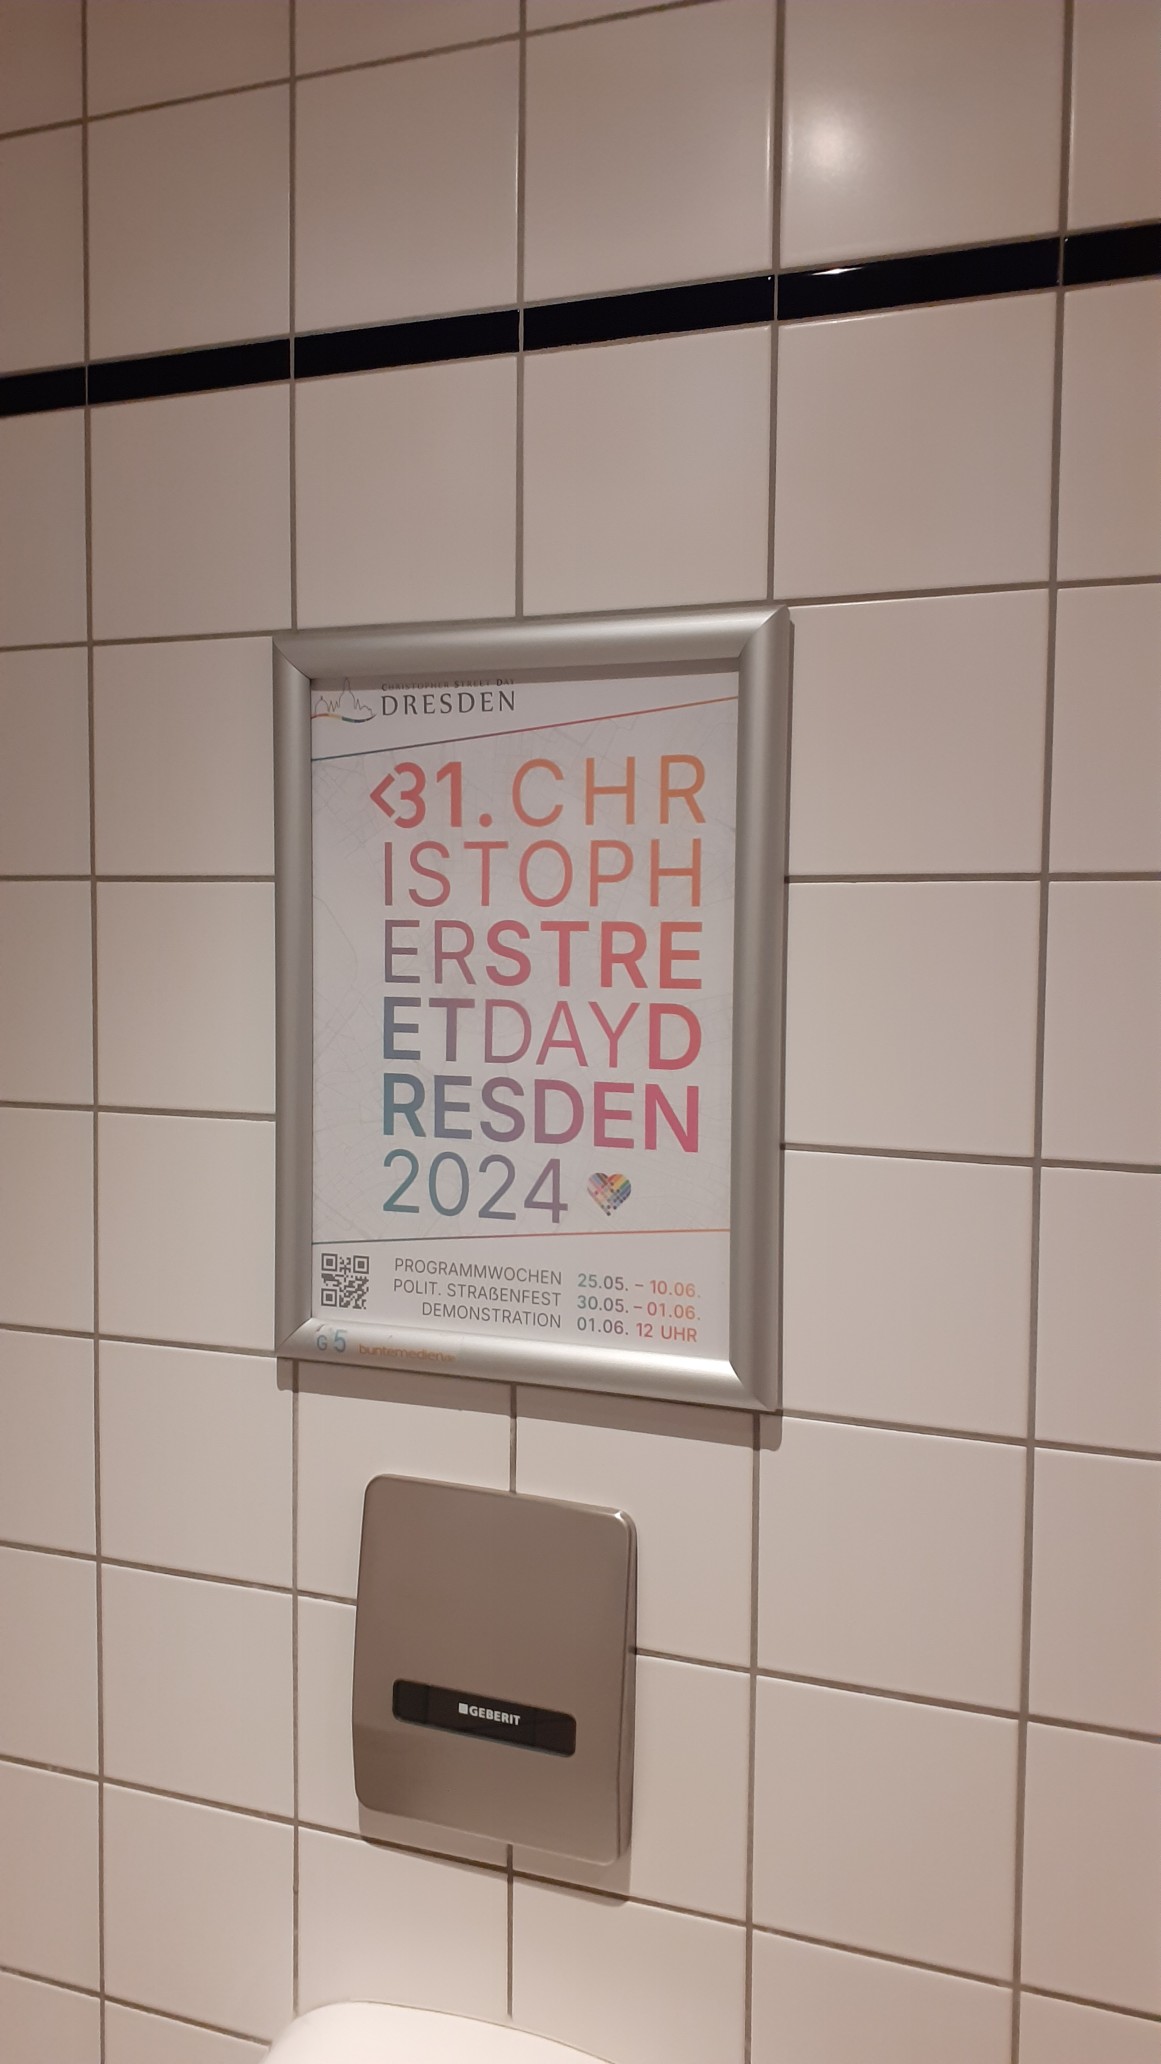 CHRISTOPHER STREET DAY
DRESDEN
<31. CHR
ISTOPH
ERSTRE
ETDAYD
RESDEN
2024
PROGRAMMWOCHEN 25.05. – 10.06.
POLIT. STRAßENFEST 30.05. – 01.06.
DEMONSTRATION 01.06. 12 UHR
G5 buntemedien.de
GEBERIT